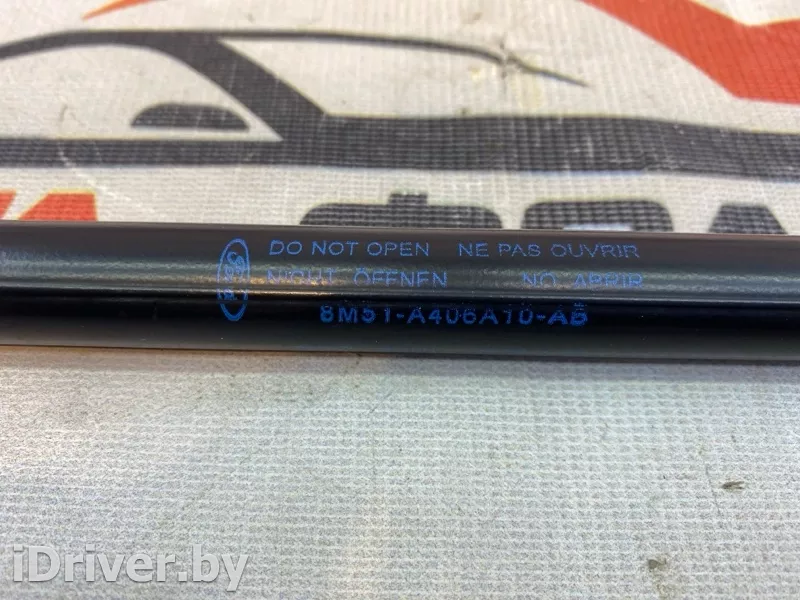 DO NOT OPEN NE PAS OUVRIR
NICHT ÖFFNEN NO ABRIR
8M51-A406A10-AB
iDriver.by